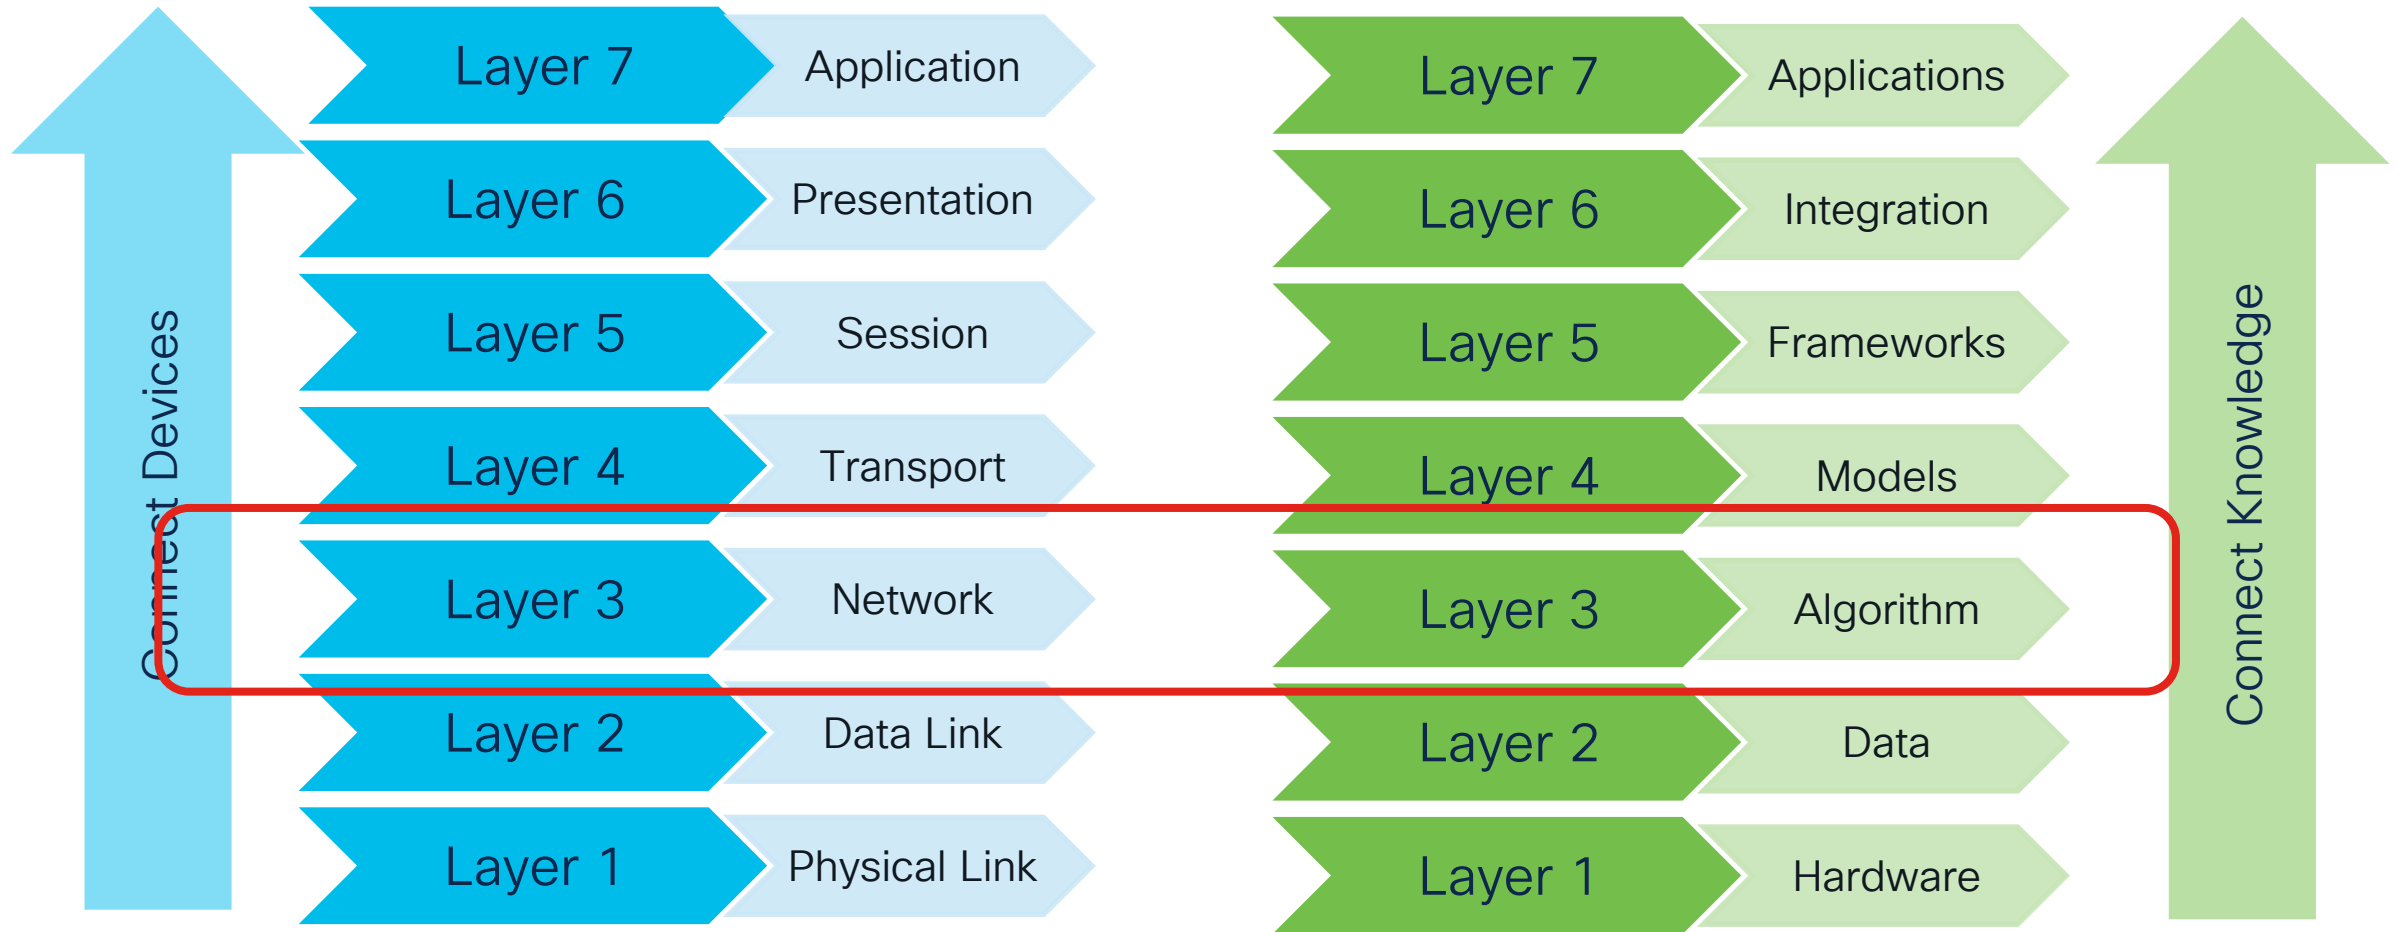 Connect Devices
Layer 7 Application
Layer 6 Presentation
Layer 5 Session
Layer 4 Transport
Layer 3 Network
Layer 2 Data Link
Layer 1 Physical Link
Layer 7 Applications
Layer 6 Integration
Layer 5 Frameworks
Layer 4 Models
Layer 3 Algorithm
Layer 2 Data
Layer 1 Hardware
Connect Knowledge